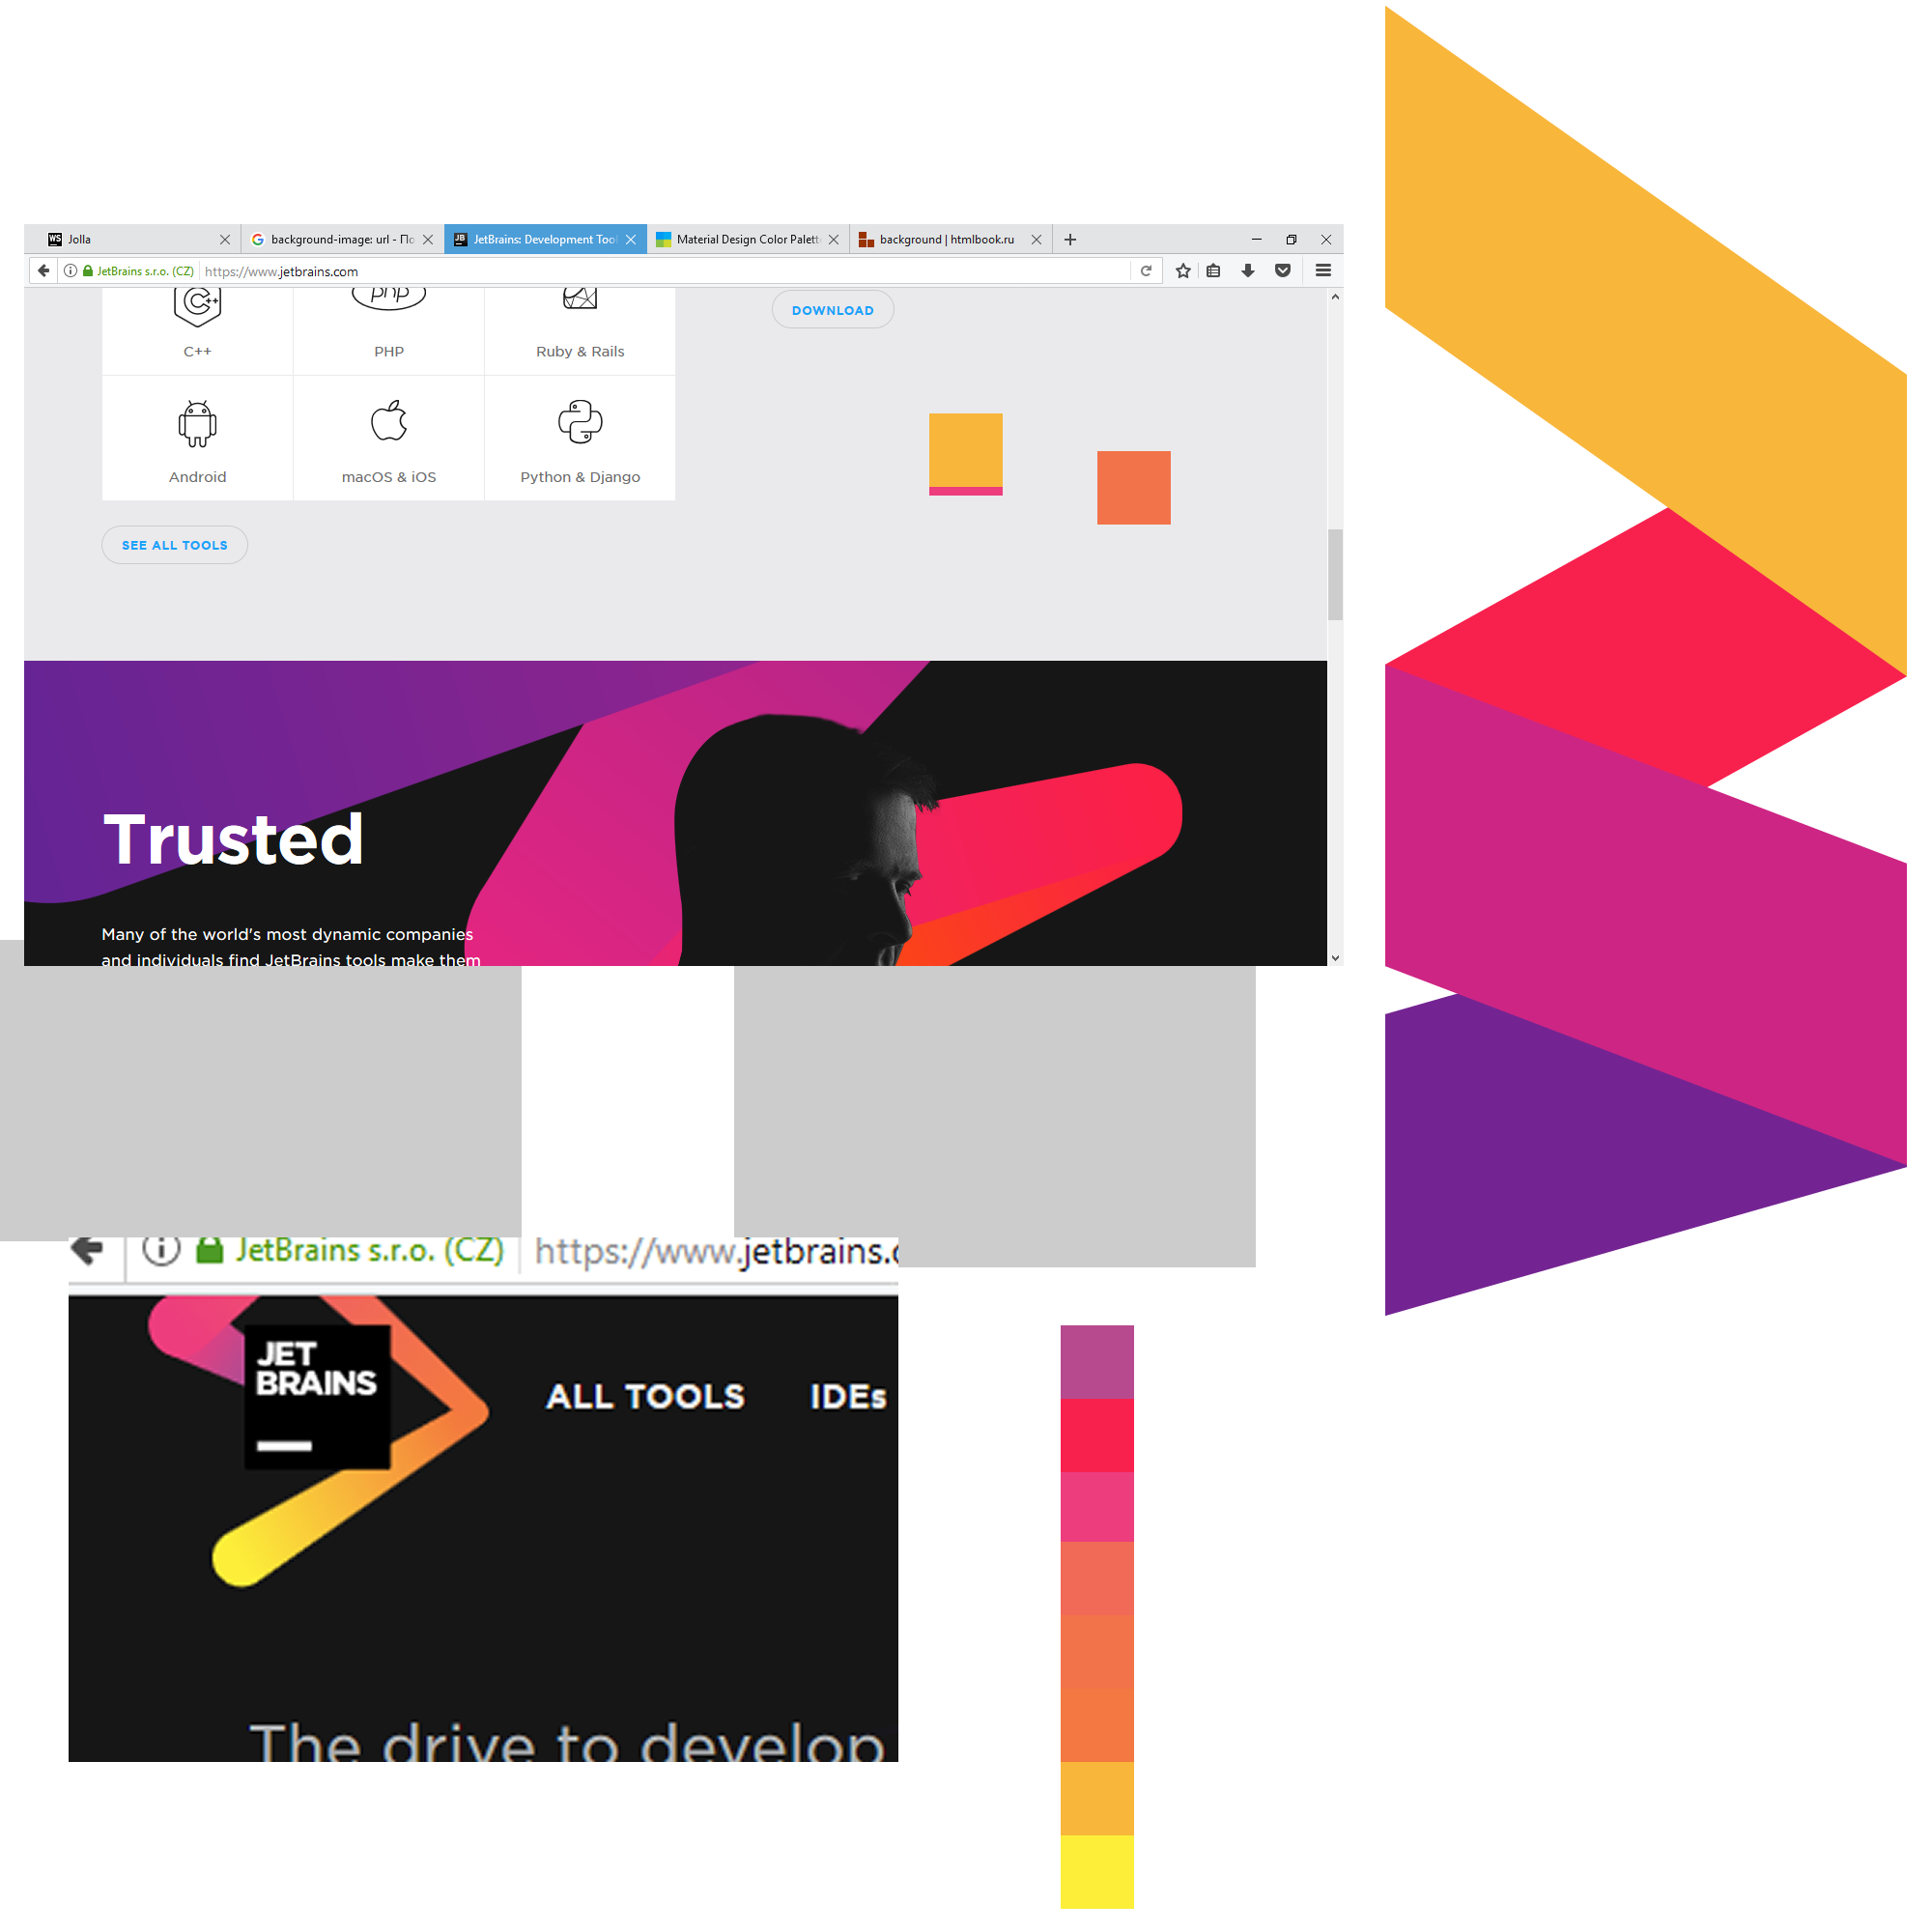 WS Jolla
background-image: url - По
JB JetBrains: Development Tool
Material Design Color Palett
background | htmlbook.ru
JetBrains s.r.o. (CZ) https://www.jetbrains.com
C++
php
DOWNLOAD
C++ PHP Ruby & Rails
Android macOS & iOS Python & Django
SEE ALL TOOLS
Trusted
Many of the world's most dynamic companies
and individuals find JetBrains tools make them
JetBrains s.r.o. (CZ) https://www.jetbrains.c
JET
BRAINS
ALL TOOLS IDEs
The drive to develop